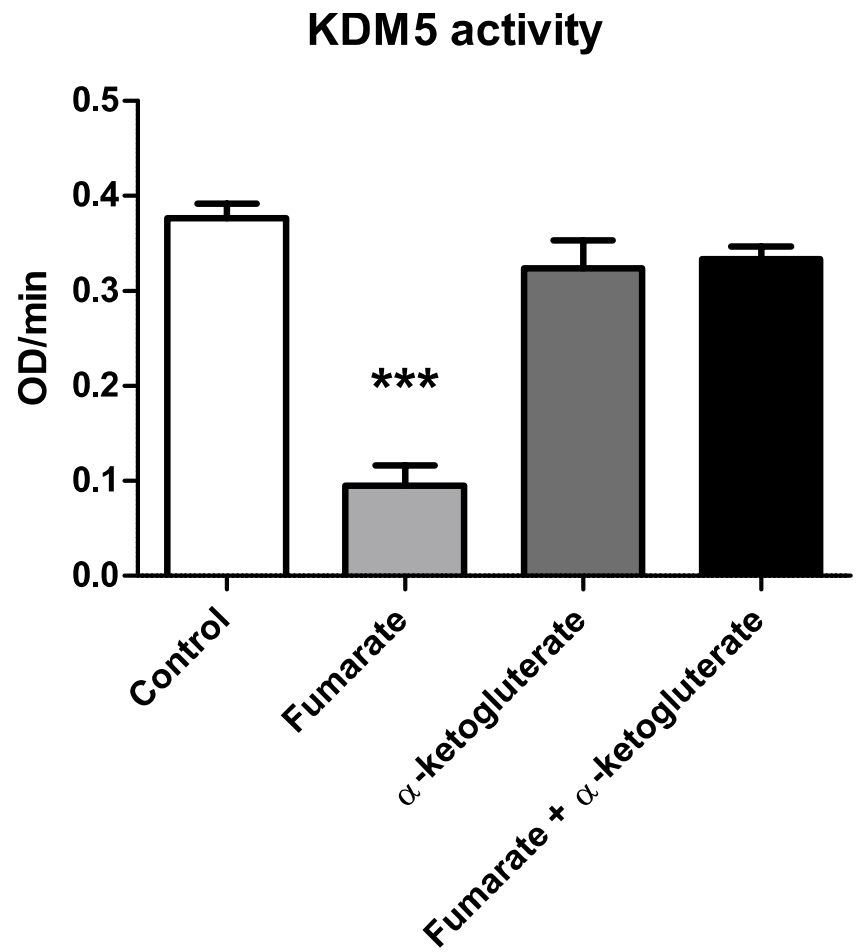 KDM5 activity
0.5
0.4
0.3
0.2
0.1
0.0
OD/min
***
Control
Fumarate
α-ketogluterate
Fumarate + α-ketogluterate